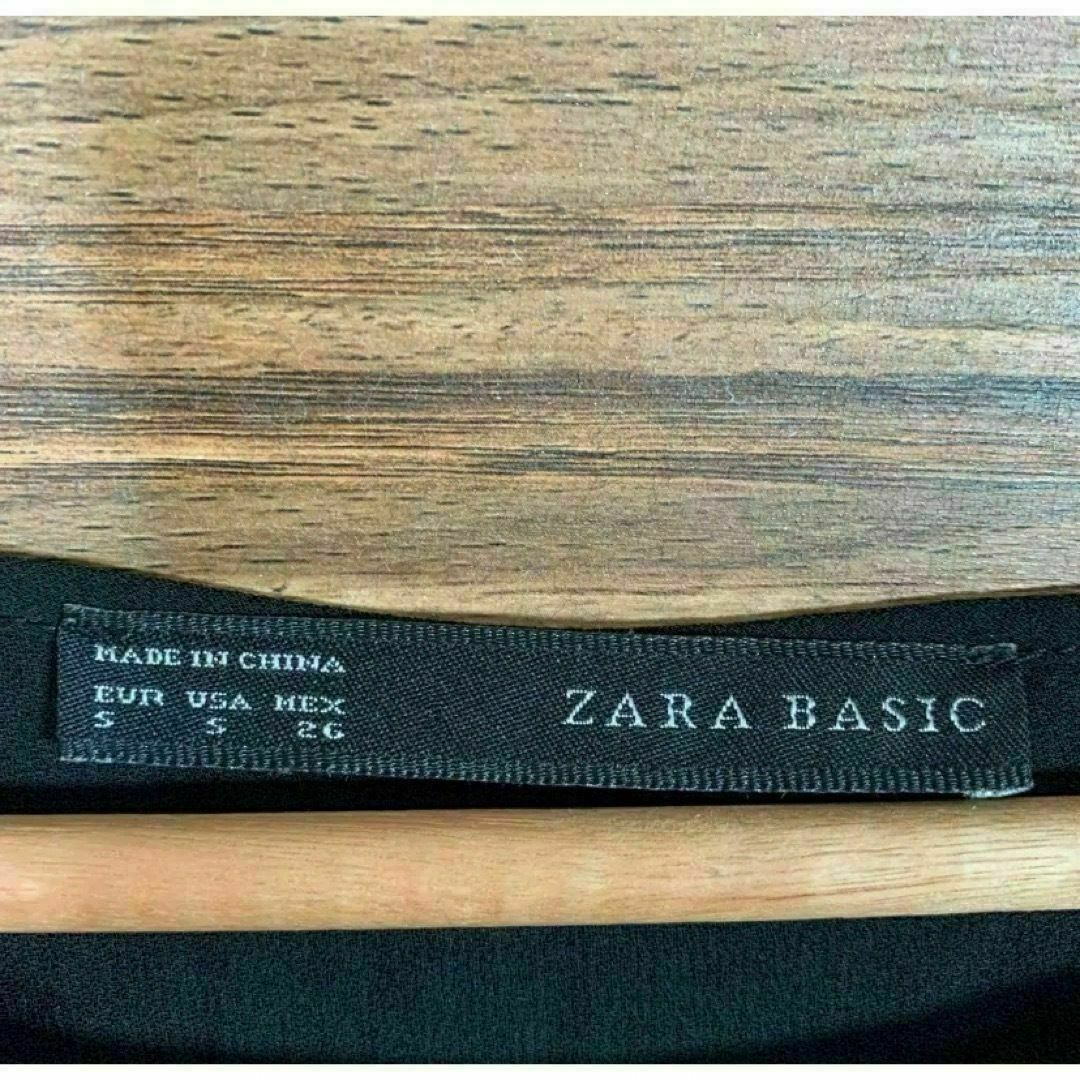 MADE IN CHINA
EUR USA MEX
S S 26
ZARA BASIC